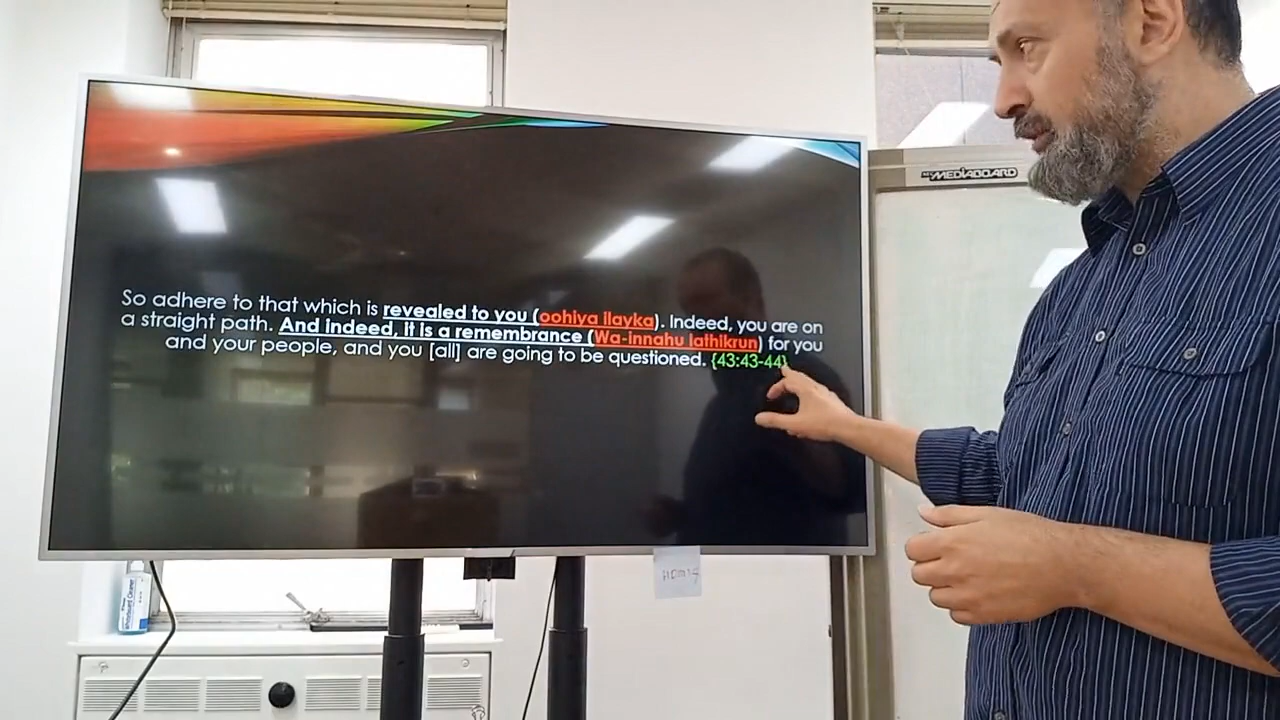 So adhere to that which is revealed to you (oohiya ilayka). Indeed, you are on
a straight path. And indeed, it is a remembrance (Wa-innahu lathikrun) for you
and your people, and you [all] are going to be questioned. {43:43-44}
MEDIABOARD